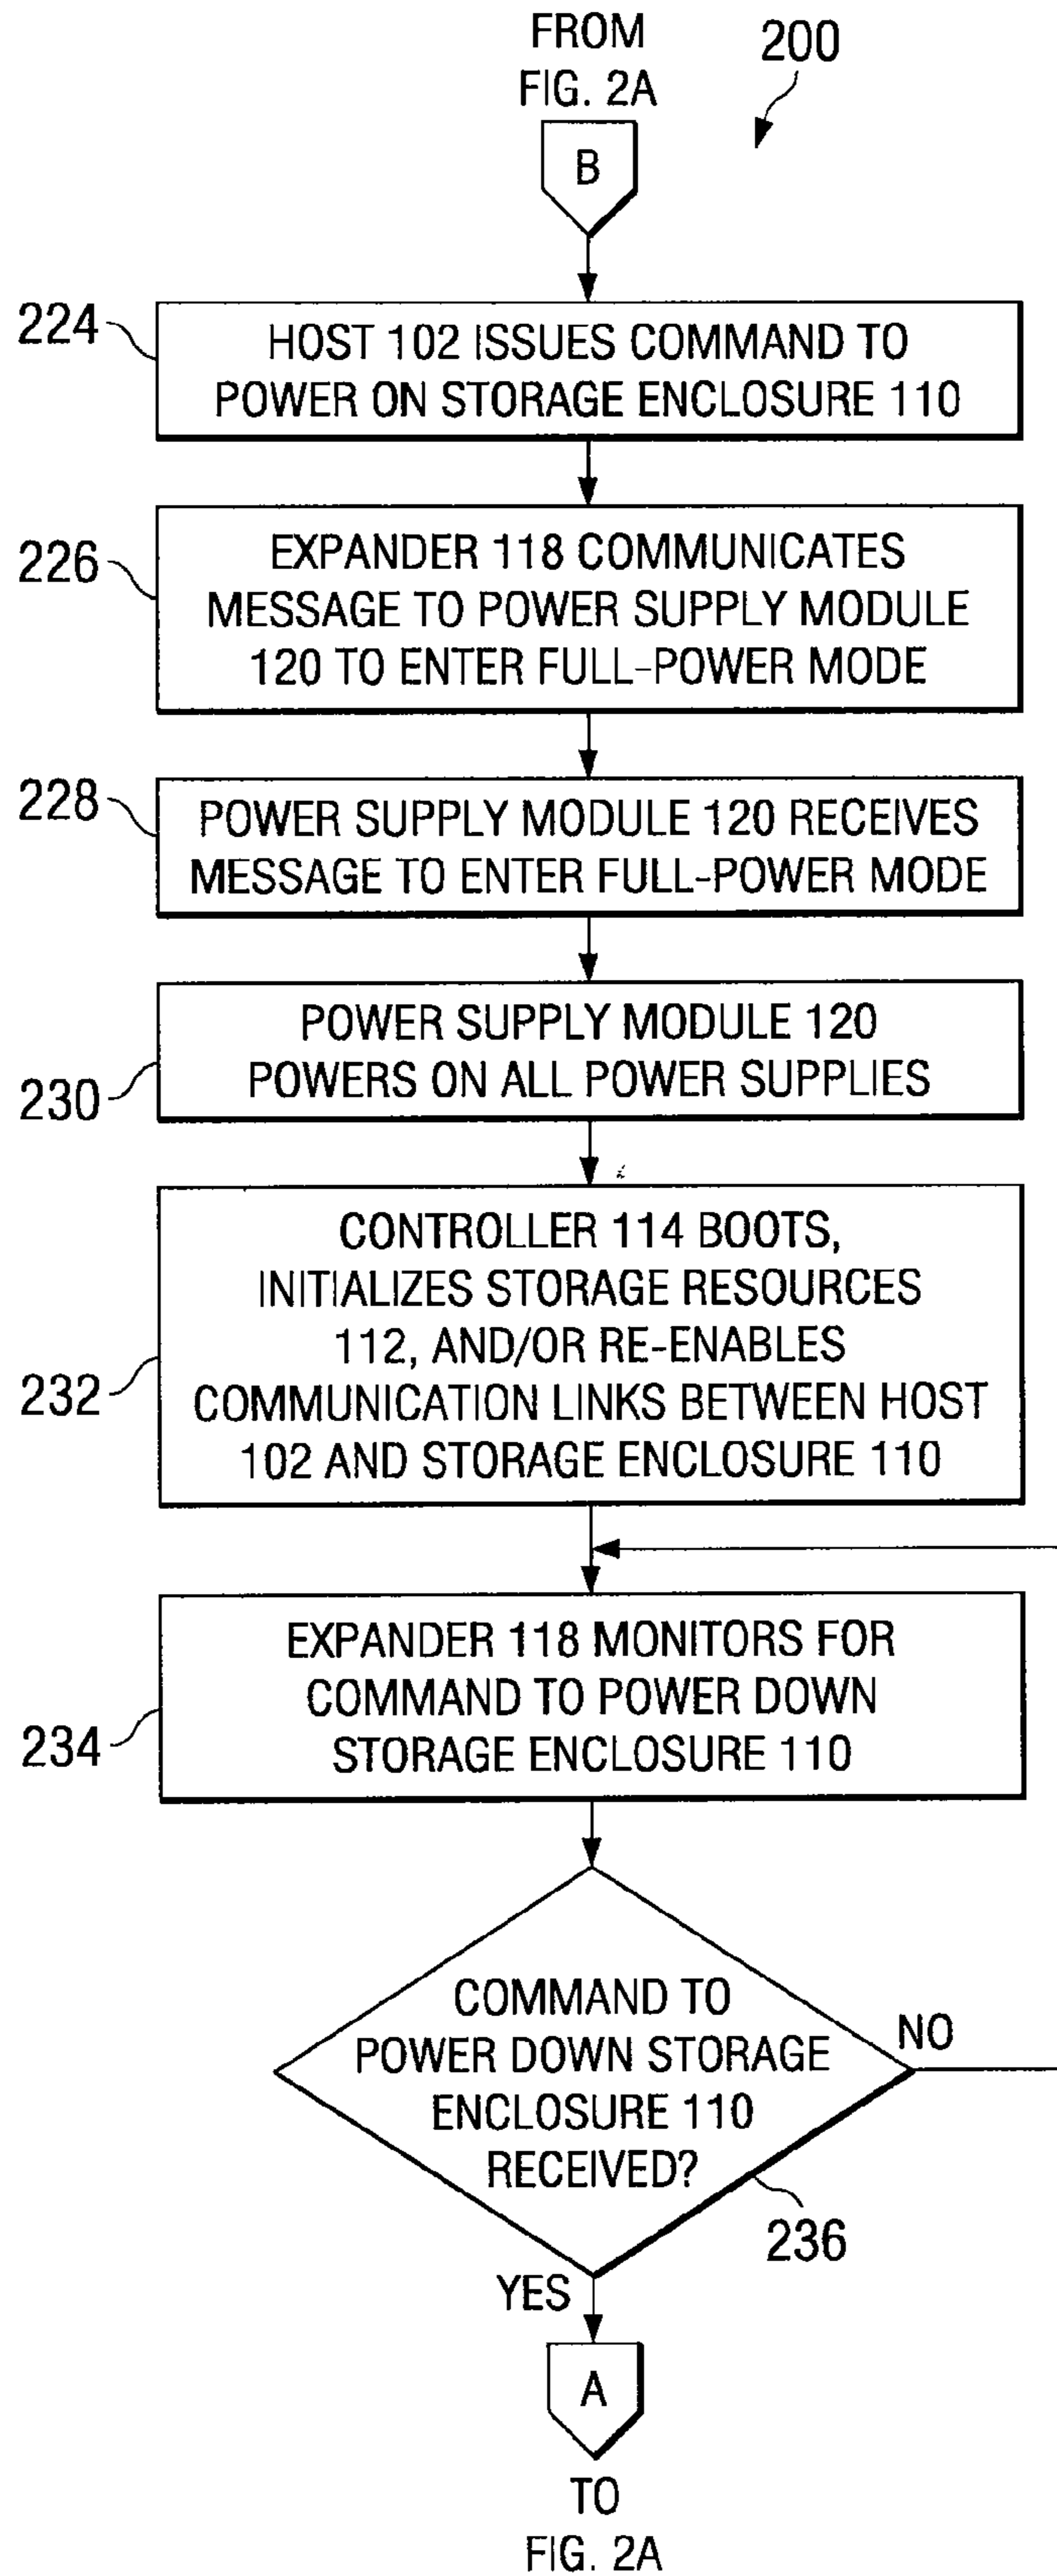 FROM
FIG. 2A
200
B
224
HOST 102 ISSUES COMMAND TO
POWER ON STORAGE ENCLOSURE 110
226
EXPANDER 118 COMMUNICATES
MESSAGE TO POWER SUPPLY MODULE
120 TO ENTER FULL-POWER MODE
228
POWER SUPPLY MODULE 120 RECEIVES
MESSAGE TO ENTER FULL-POWER MODE
230
POWER SUPPLY MODULE 120
POWERS ON ALL POWER SUPPLIES
232
CONTROLLER 114 BOOTS,
INITIALIZES STORAGE RESOURCES
112, AND/OR RE-ENABLES
COMMUNICATION LINKS BETWEEN HOST
102 AND STORAGE ENCLOSURE 110
234
EXPANDER 118 MONITORS FOR
COMMAND TO POWER DOWN
STORAGE ENCLOSURE 110
COMMAND TO
POWER DOWN STORAGE
ENCLOSURE 110
RECEIVED?
NO
236
YES
A
TO
FIG. 2A